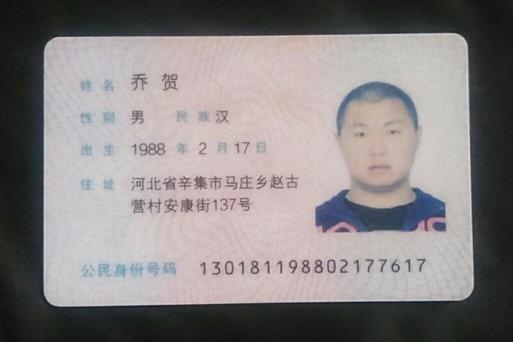 姓名 乔贺
性别 男 民族 汉
出生 1988 年 2 月 17 日
住址 河北省辛集市马庄乡赵古
营村安康街137号
公民身份号码 130181198802177617